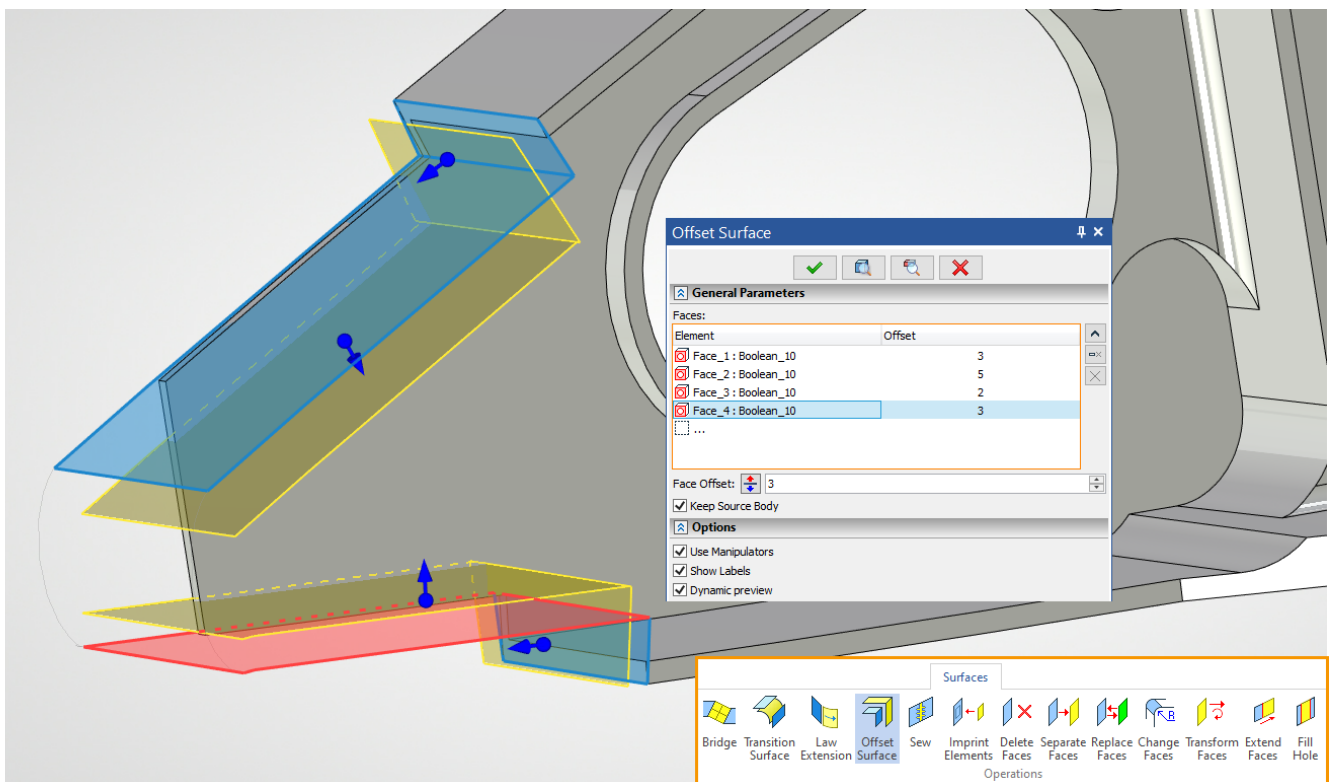 Offset Surface
General Parameters
Faces:
Element Offset
Face_1 : Boolean_10 3
Face_2 : Boolean_10 5
Face_3 : Boolean_10 2
Face_4 : Boolean_10 3
...
Face Offset: 3
Keep Source Body
Options
Use Manipulators
Show Labels
Dynamic preview
Surfaces
R
Bridge Transition Law Offset Sew Imprint Delete Separate Replace Change Transform Extend Fill
Surface Extension Surface Elements Faces Faces Faces Faces Faces Faces Hole
Operations